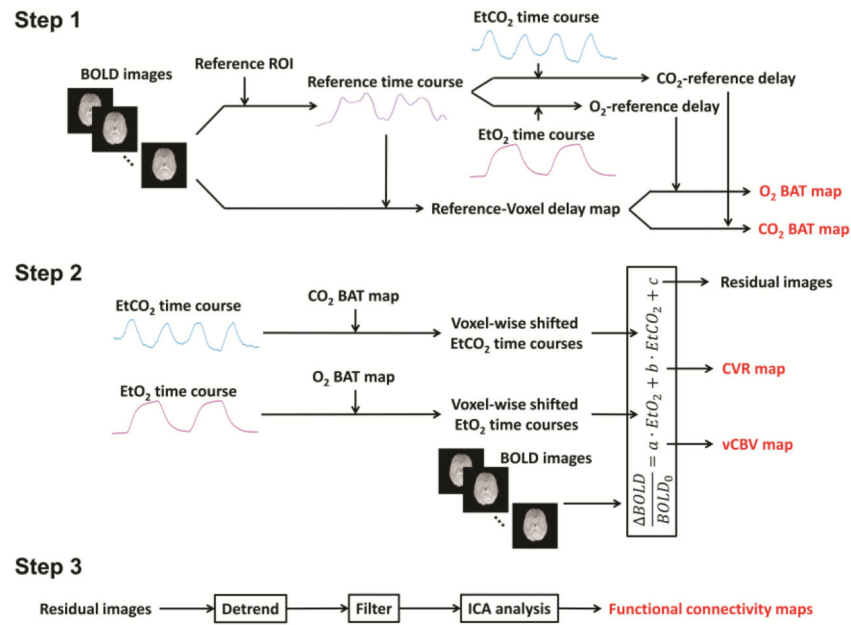 Step 1
EtCO₂ time course
BOLD images
Reference ROI
Reference time course
CO₂-reference delay
O₂-reference delay
EtO₂ time course
Reference-Voxel delay map
O₂ BAT map
CO₂ BAT map
Step 2
EtCO₂ time course
CO₂ BAT map
Voxel-wise shifted
EtCO₂ time courses
EtO₂ time course
O₂ BAT map
Voxel-wise shifted
EtO₂ time courses
BOLD images
ΔBOLD/BOLD₀ = a · EtO₂ + b · EtCO₂ + c
Residual images
CVR map
vCBV map
Step 3
Residual images
Detrend
Filter
ICA analysis
Functional connectivity maps